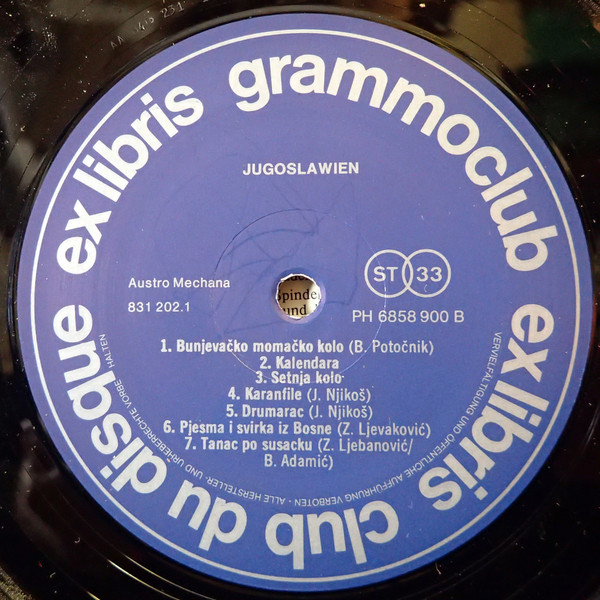 ex libris grammoclub
ex libris club du disque
JUGOSLAWIEN
Austro Mechana
831 202.1
ST 33
PH 6858 900 B
1. Bunjevačko momačko kolo (B. Potočnik)
2. Kalendara
3. Setnja kolo
4. Karanfile (J. Njikoš)
5. Drumarac (J. Njikoš)
6. Pjesma i svirka iz Bosne (Z. Ljevaković)
7. Tanac po susacku (Z. Ljebanović/
B. Adamić)
VERVIELFÄLTIGUNG UND ÖFFENTLICHE AUFFÜHRUNG VERBOTEN · ALLE HERSTELLER- UND URHEBERRECHTE VORBEHALTEN
Spinde
und